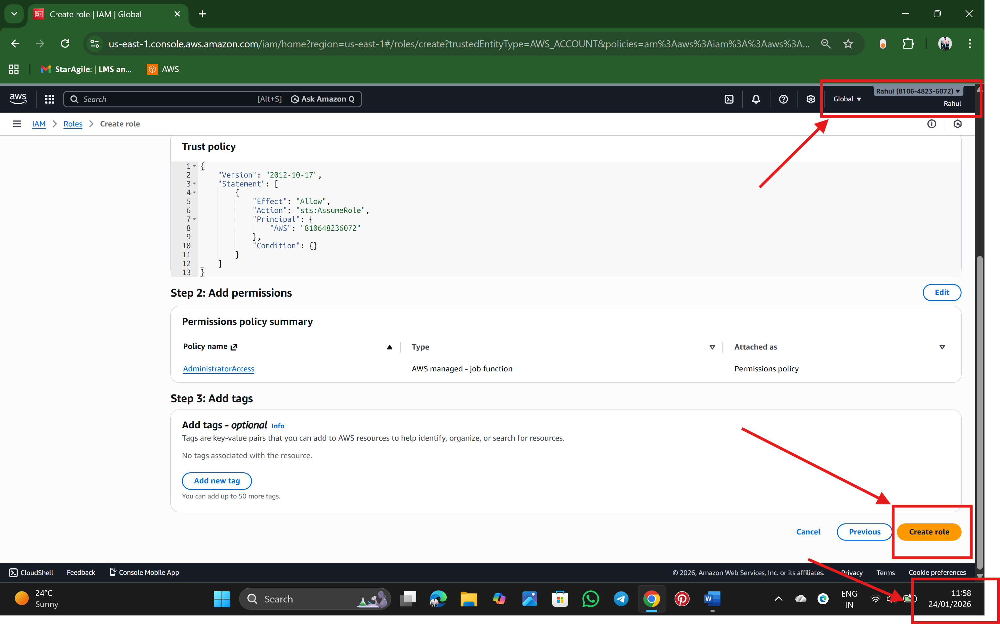 Create role | IAM | Global
us-east-1.console.aws.amazon.com/iam/home?region=us-east-1#/roles/create?trustedEntityType=AWS_ACCOUNT&policies=arn%3Aaws%3Aiam%3A%3Aaws%3A...
StarAgile: | LMS an...
AWS
aws
Search
[Alt+S]
Ask Amazon Q
Global
Rahul (8106-4823-6072)
Rahul
IAM
Roles
Create role
Trust policy
1 {
2 "Version": "2012-10-17",
3 "Statement": [
4 {
5 "Effect": "Allow",
6 "Action": "sts:AssumeRole",
7 "Principal": {
8 "AWS": "810648236072"
9 },
10 "Condition": {}
11 }
12 ]
13 }
Step 2: Add permissions
Edit
Permissions policy summary
Policy name
Type
Attached as
AdministratorAccess
AWS managed - job function
Permissions policy
Step 3: Add tags
Add tags - optional Info
Tags are key-value pairs that you can add to AWS resources to help identify, organize, or search for resources.
No tags associated with the resource.
Add new tag
You can add up to 50 more tags.
Cancel
Previous
Create role
CloudShell
Feedback
Console Mobile App
© 2026, Amazon Web Services, Inc. or its affiliates.
Privacy
Terms
Cookie preferences
24°C
Sunny
Search
W
ENG
IN
11:58
24/01/2026